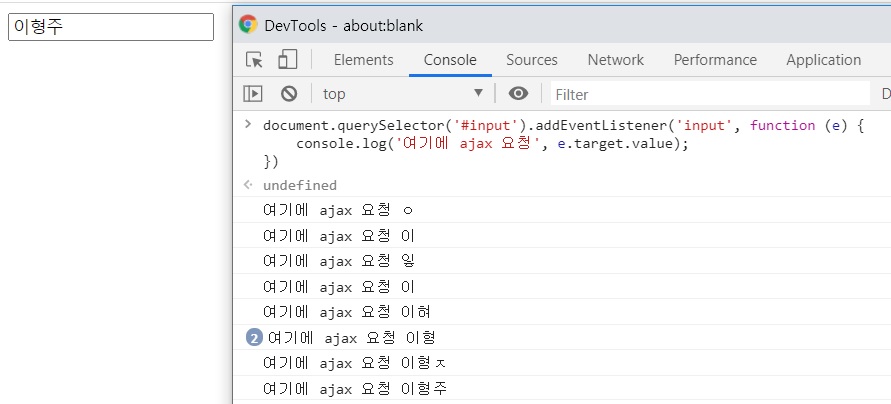 이형주
DevTools - about:blank
Elements Console Sources Network Performance Application
top Filter D
document.querySelector('#input').addEventListener('input', function (e) {
console.log('여기에 ajax 요청', e.target.value);
})
undefined
여기에 ajax 요청 ㅇ
여기에 ajax 요청 이
여기에 ajax 요청 잏
여기에 ajax 요청 이
여기에 ajax 요청 이혀
2 여기에 ajax 요청 이형
여기에 ajax 요청 이형ㅈ
여기에 ajax 요청 이형주